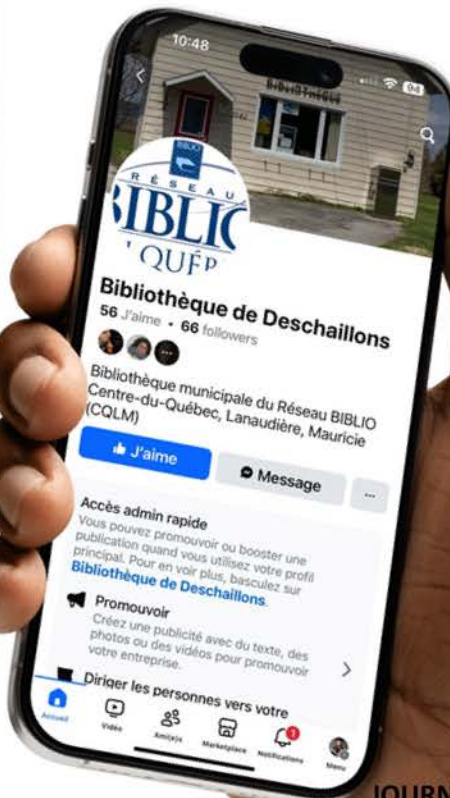 10:48
94
BIBLIOTHÈQUE
BIBLIO
RÉSEAU
BIBLIO
QUÉ
Bibliothèque de Deschaillons
56 J'aime • 66 followers
Bibliothèque municipale du Réseau BIBLIO
Centre-du-Québec, Lanaudière, Mauricie
(CQLM)
J'aime
Message
Accès admin rapide
Vous pouvez promouvoir ou booster une
publication quand vous utilisez votre profil
principal. Pour en voir plus, basculez sur
Bibliothèque de Deschaillons.
Promouvoir
Créez une publicité avec du texte, des
photos ou des vidéos pour promouvoir
votre entreprise.
Diriger les personnes vers votre
1
Accueil
Vidéo
Ami(e)s
Marketplace
Notifications
Menu
JOURN